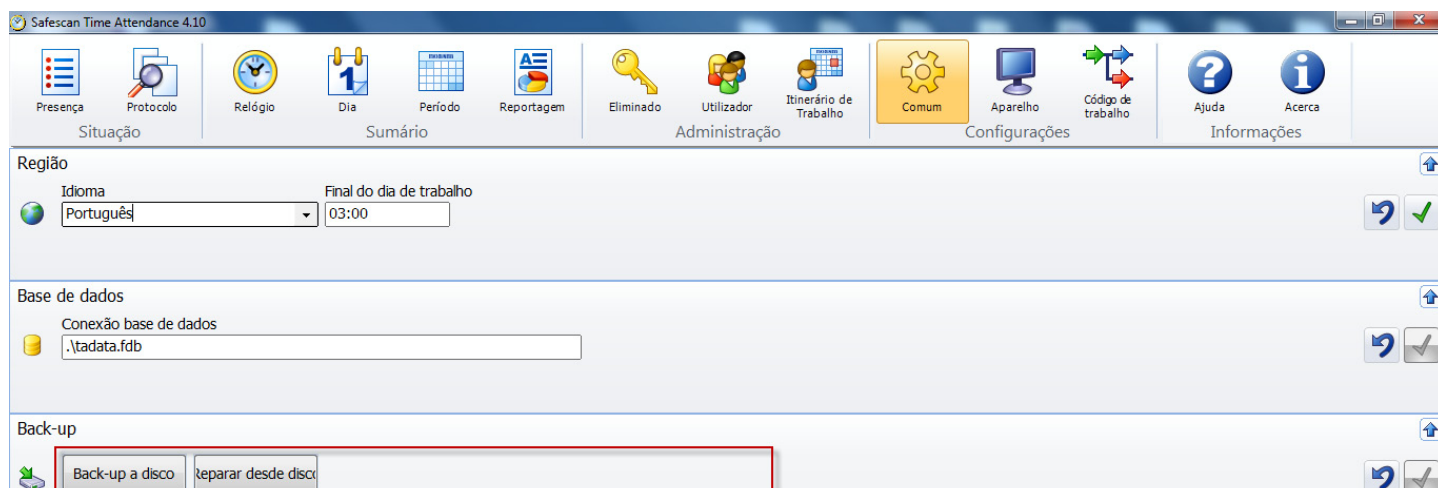 Safescan Time Attendance 4.10
Presença Protocolo Relógio Dia Período Reportagem Eliminado Utilizador Itinerário de Trabalho Comum Aparelho Código de trabalho Ajuda Acerca
Situação Sumário Administração Configurações Informações
Região
Idioma Final do dia de trabalho
Português 03:00
Base de dados
Conexão base de dados
.\tadata.fdb
Back-up
Back-up a disco eparar desde disco